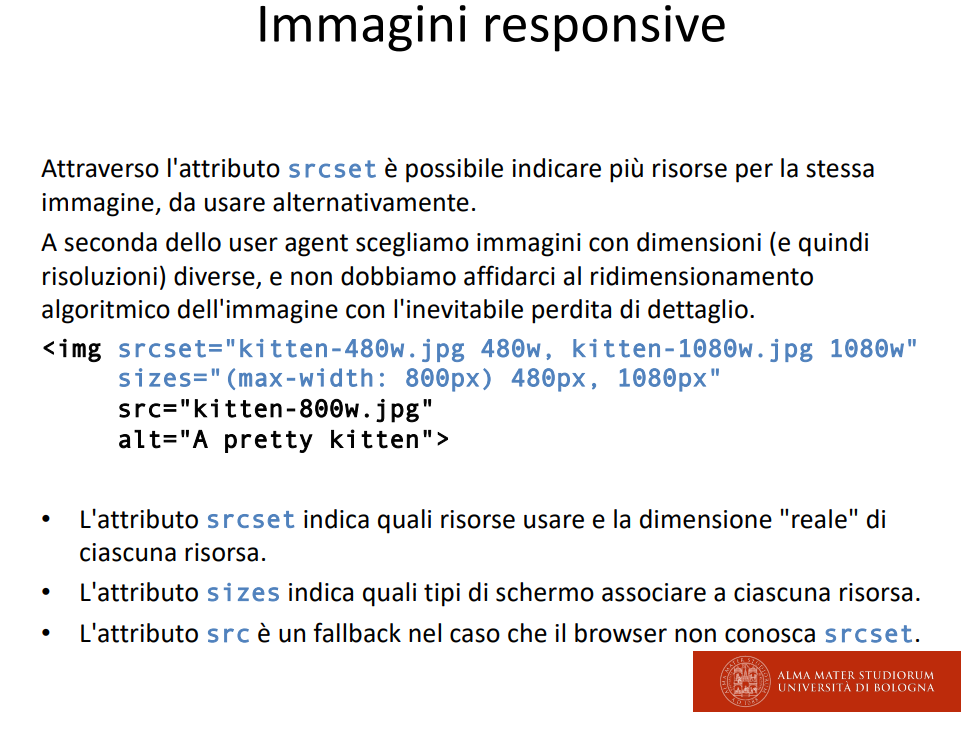 Immagini responsive
Attraverso l'attributo srcset è possibile indicare più risorse per la stessa
immagine, da usare alternativamente.
A seconda dello user agent scegliamo immagini con dimensioni (e quindi
risoluzioni) diverse, e non dobbiamo affidarci al ridimensionamento
algoritmico dell'immagine con l'inevitabile perdita di dettaglio.
<img srcset="kitten-480w.jpg 480w, kitten-1080w.jpg 1080w"
sizes="(max-width: 800px) 480px, 1080px"
src="kitten-800w.jpg"
alt="A pretty kitten">
• L'attributo srcset indica quali risorse usare e la dimensione "reale" di
ciascuna risorsa.
• L'attributo sizes indica quali tipi di schermo associare a ciascuna risorsa.
• L'attributo src è un fallback nel caso che il browser non conosca srcset.
ALMA MATER STUDIORUM
UNIVERSITÀ DI BOLOGNA